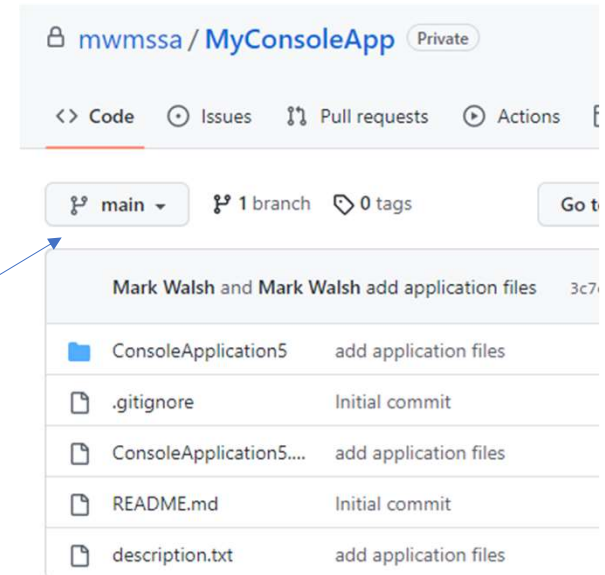 mwmssa / MyConsoleApp Private
<> Code Issues Pull requests Actions
main 1 branch 0 tags Go
Mark Walsh and Mark Walsh add application files 3c7
ConsoleApplication5 add application files
.gitignore Initial commit
ConsoleApplication5.... add application files
README.md Initial commit
description.txt add application files